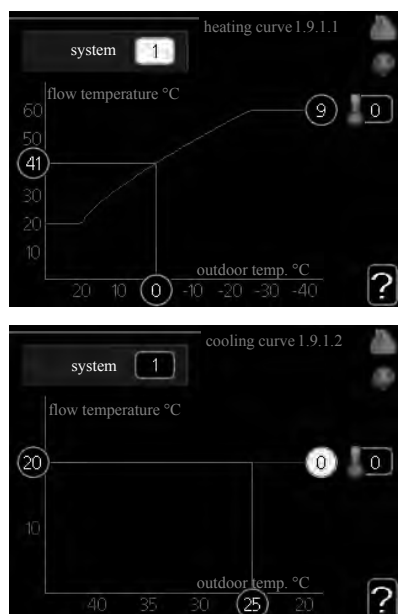 heating curve 1.9.1.1
system 1
flow temperature °C
60
9 0
50
41
30
20
10
outdoor temp. °C
20 10 0 -10 -20 -30 -40
?
cooling curve 1.9.1.2
system 1
flow temperature °C
20 0 0
10
outdoor temp. °C
40 35 30 25 20
?